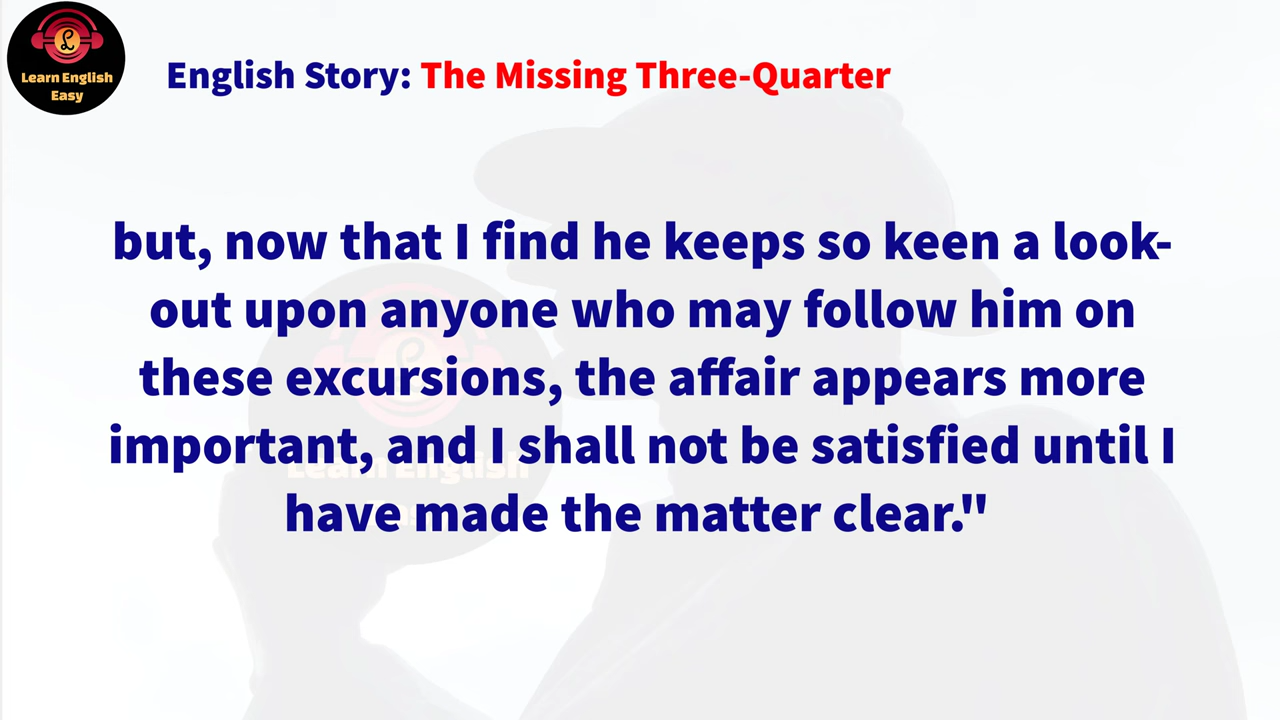 Learn English
Easy
English Story: The Missing Three-Quarter
but, now that I find he keeps so keen a look-
out upon anyone who may follow him on
these excursions, the affair appears more
important, and I shall not be satisfied until I
have made the matter clear."
Learn English